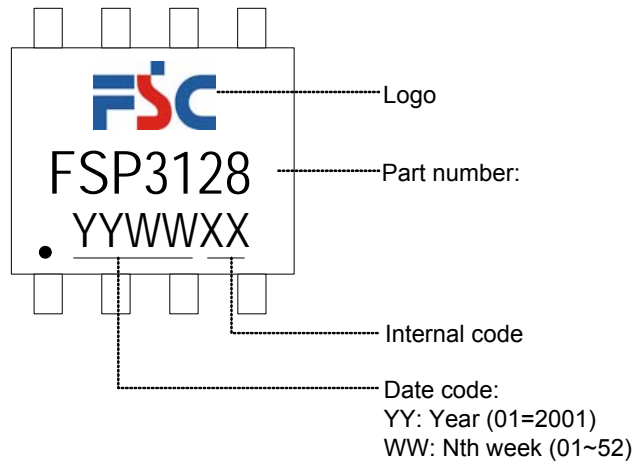 FSC
Logo
FSP3128
Part number:
YYWWXX
Internal code
Date code:
YY: Year (01=2001)
WW: Nth week (01~52)